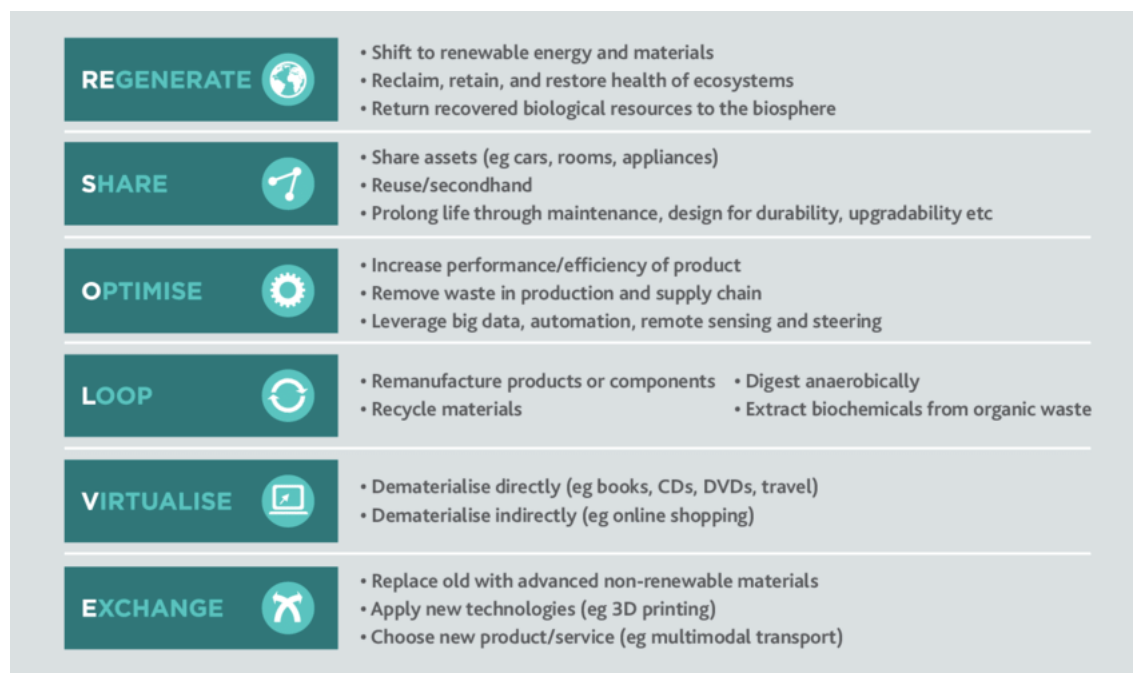 REGENERATE
• Shift to renewable energy and materials
• Reclaim, retain, and restore health of ecosystems
• Return recovered biological resources to the biosphere
SHARE
• Share assets (eg cars, rooms, appliances)
• Reuse/secondhand
• Prolong life through maintenance, design for durability, upgradability etc
OPTIMISE
• Increase performance/efficiency of product
• Remove waste in production and supply chain
• Leverage big data, automation, remote sensing and steering
LOOP
• Remanufacture products or components
• Recycle materials
• Digest anaerobically
• Extract biochemicals from organic waste
VIRTUALISE
• Dematerialise directly (eg books, CDs, DVDs, travel)
• Dematerialise indirectly (eg online shopping)
EXCHANGE
• Replace old with advanced non-renewable materials
• Apply new technologies (eg 3D printing)
• Choose new product/service (eg multimodal transport)